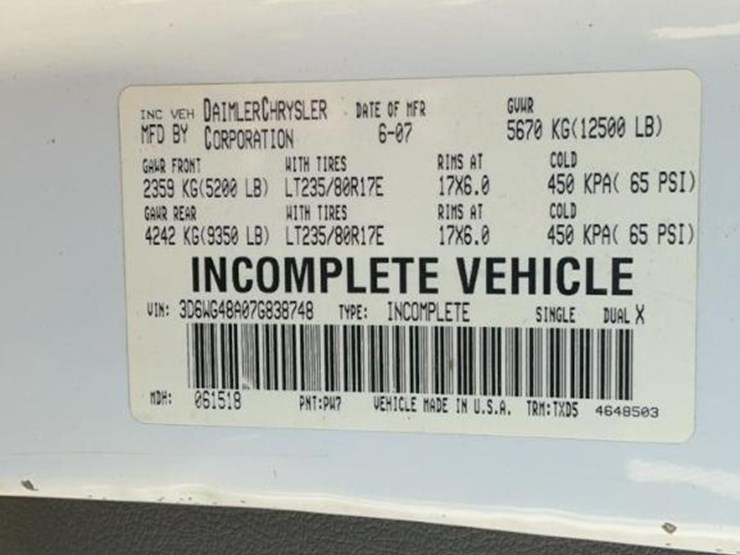 INC VEH DAIMLERCHRYSLER DATE OF MFR GVWR
MFD BY CORPORATION 6-07 5670 KG(12500 LB)
GAWR FRONT WITH TIRES RIMS AT COLD
2359 KG(5200 LB) LT235/80R17E 17X6.0 450 KPA( 65 PSI)
GAWR REAR WITH TIRES RIMS AT COLD
4242 KG(9350 LB) LT235/80R17E 17X6.0 450 KPA( 65 PSI)
INCOMPLETE VEHICLE
VIN: 3D6WG48A07G838748 TYPE: INCOMPLETE SINGLE DUAL X
MDH: 061518 PNT:PW7 VEHICLE MADE IN U.S.A. TRM:TXD5 4648503